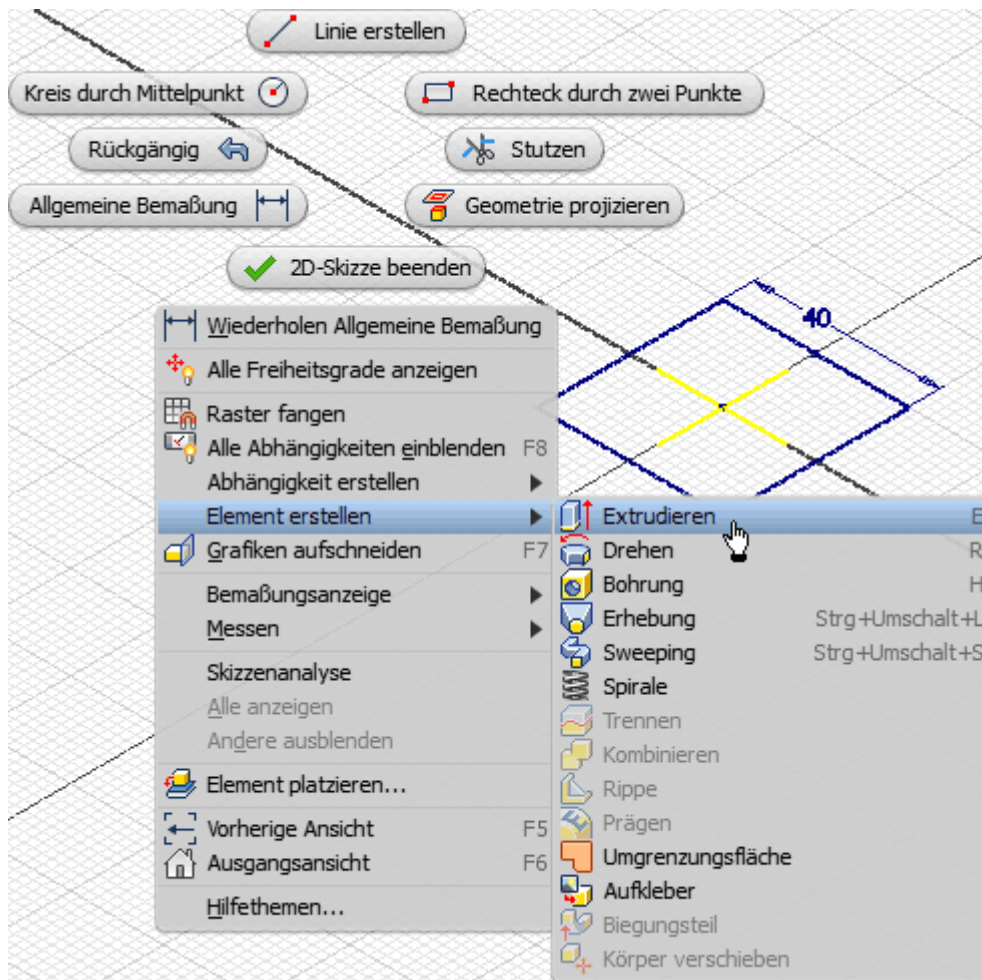 Linie erstellen
Kreis durch Mittelpunkt
Rechteck durch zwei Punkte
Rückgängig
Stutzen
Allgemeine Bemaßung
Geometrie projizieren
2D-Skizze beenden
40
Wiederholen Allgemeine Bemaßung
Alle Freiheitsgrade anzeigen
Raster fangen
Alle Abhängigkeiten einblenden F8
Abhängigkeit erstellen
Element erstellen
Grafiken aufschneiden F7
Bemaßungsanzeige
Messen
Skizzenanalyse
Alle anzeigen
Andere ausblenden
Element platzieren...
Vorherige Ansicht F5
Ausgangsansicht F6
Hilfethemen...
Extrudieren E
Drehen R
Bohrung H
Erhebung Strg+Umschalt+L
Sweeping Strg+Umschalt+S
Spirale
Trennen
Kombinieren
Rippe
Prägen
Umgrenzungsfläche
Aufkleber
Biegungsteil
Körper verschieben